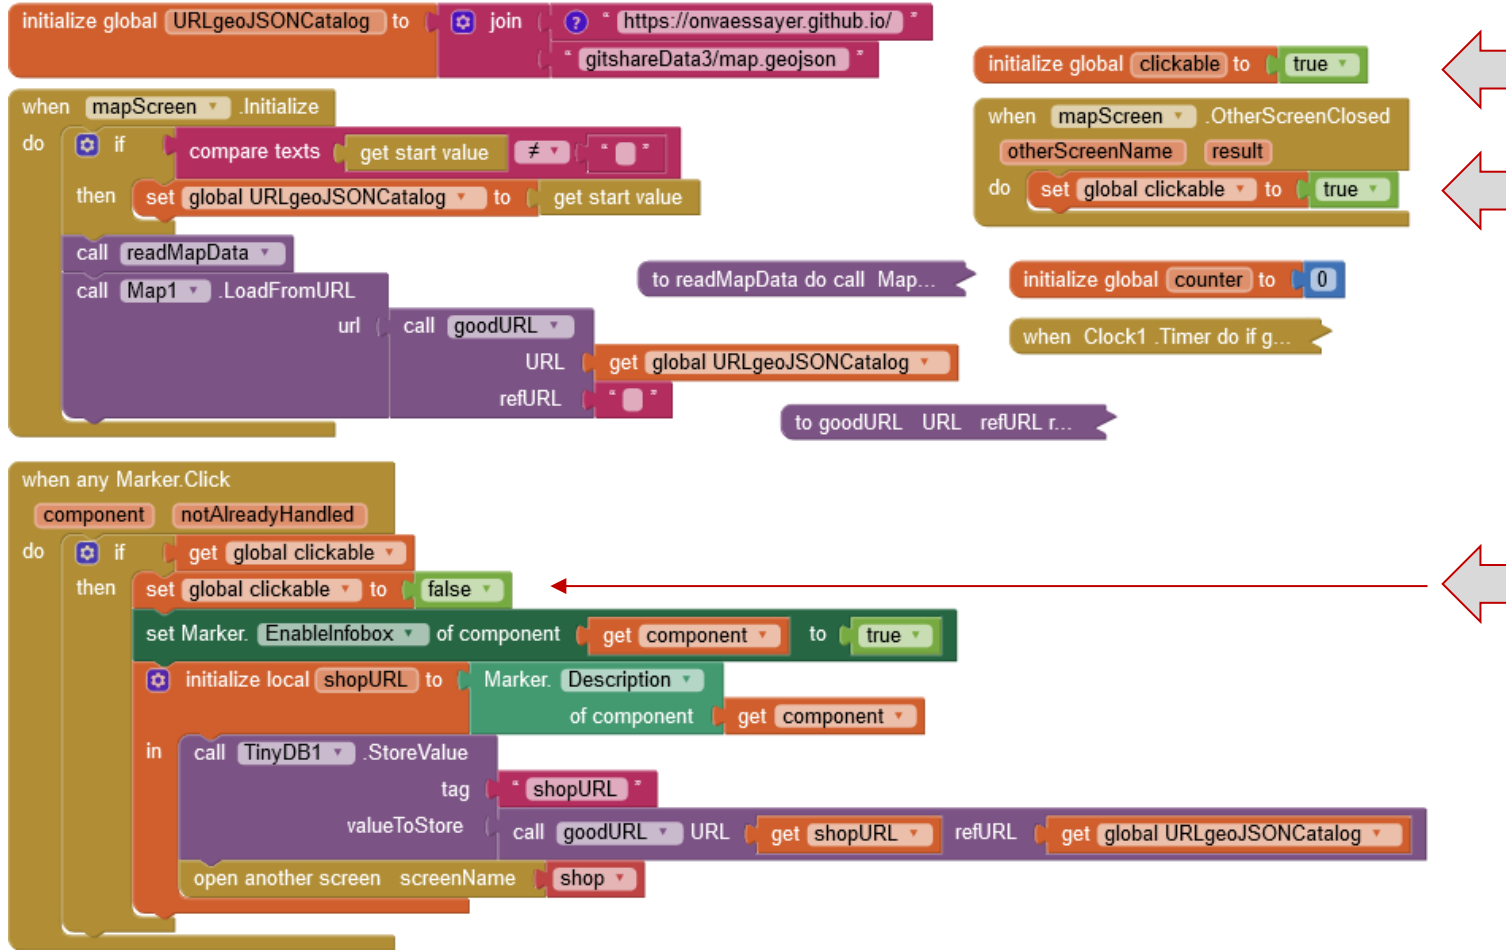 initialize global URLgeoJSONCatalog to join " https://onvaessayer.github.io/ "
" gitshareData3/map.geojson "
initialize global clickable to true
when mapScreen .Initialize
do if compare texts get start value ≠ " "
then set global URLgeoJSONCatalog to get start value
call readMapData
call Map1 .LoadFromURL
url call goodURL
URL get global URLgeoJSONCatalog
refURL " "
when mapScreen .OtherScreenClosed
otherScreenName result
do set global clickable to true
to readMapData do call Map...
initialize global counter to 0
when Clock1 .Timer do if g...
to goodURL URL refURL r...
when any Marker.Click
component notAlreadyHandled
do if get global clickable
then set global clickable to false
set Marker. EnableInfobox of component get component to true
initialize local shopURL to Marker. Description
of component get component
in call TinyDB1 .StoreValue
tag " shopURL "
valueToStore call goodURL URL get shopURL refURL get global URLgeoJSONCatalog
open another screen screenName shop